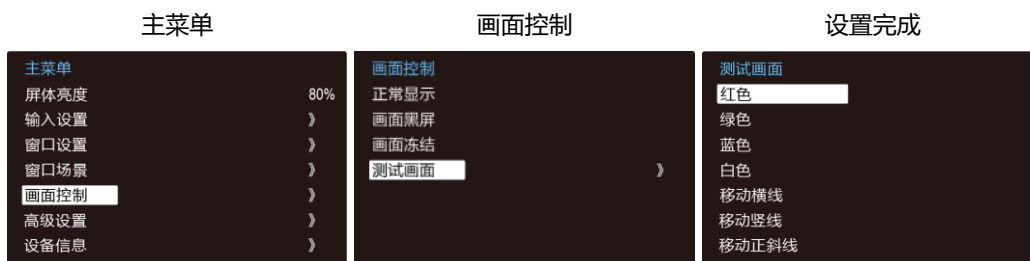 主菜单
主菜单
屏体亮度 80%
输入设置 》
窗口设置 》
窗口场景 》
画面控制 》
高级设置 》
设备信息 》
画面控制
画面控制
正常显示
画面黑屏
画面冻结
测试画面 》
设置完成
测试画面
红色
绿色
蓝色
白色
移动横线
移动竖线
移动正斜线